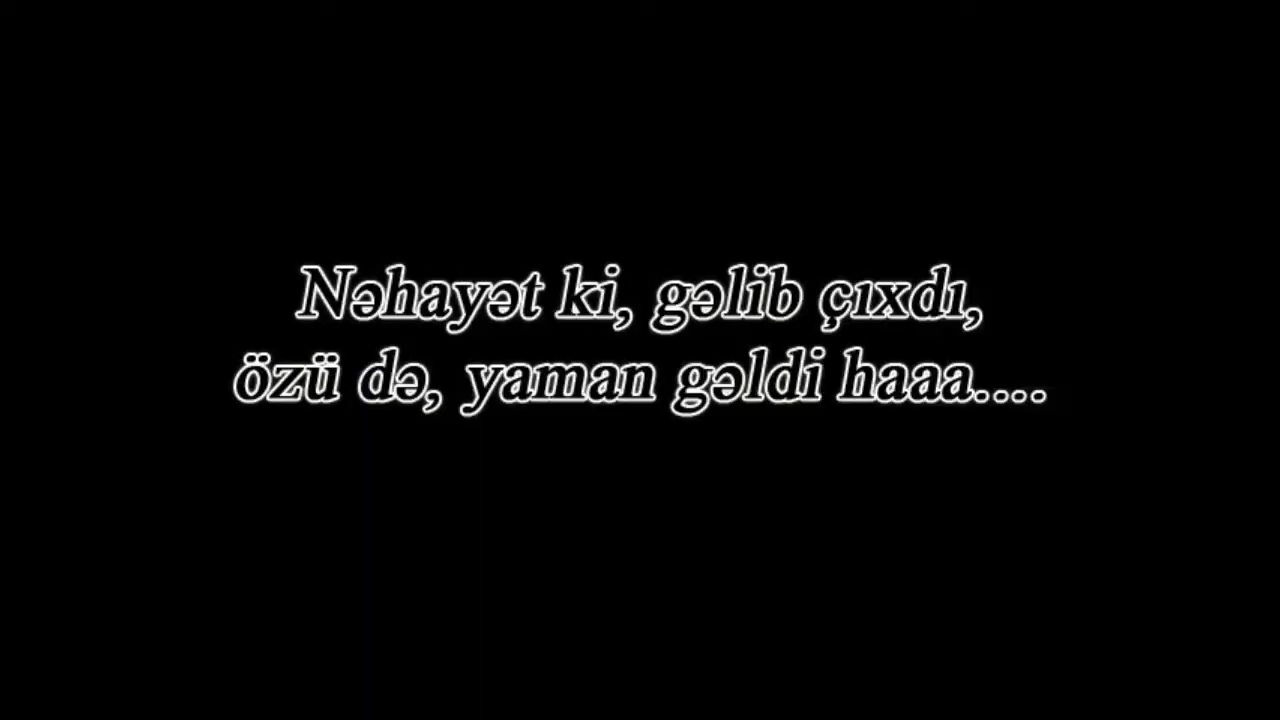 Nəhayət ki, gəlib çıxdı,
özü də, yaman gəldi haaa....